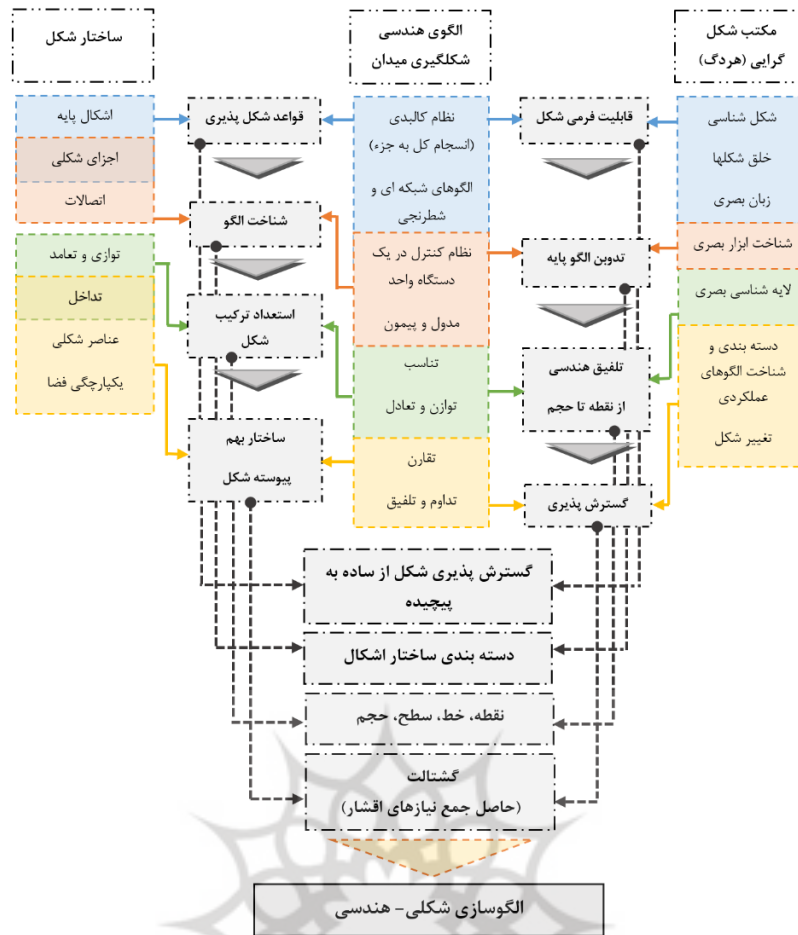 مکتب شکل
گرایی (هردگ)
الگوی هندسی
شکلگیری میدان
ساختار شکل
شکل شناسی
خلق شکلها
زبان بصری
شناخت ابزار بصری
لایه شناسی بصری
دسته بندی و
شناخت الگوهای
عملکردی
تغییر شکل
قابلیت فرمی شکل
تدوین الگو پایه
تلفیق هندسی
از نقطه تا حجم
گسترش پذیری
نظام کالبدی
(انسجام کل به جزء)
الگوهای شبکه ای و
شطرنجی
نظام کنترل در یک
دستگاه واحد
مدول و پیمون
تناسب
توازن و تعادل
تقارن
تداوم و تلفیق
قواعد شکل پذیری
شناخت الگو
استعداد ترکیب
شکل
ساختار بهم
پیوسته شکل
اشکال پایه
اجزای شکلی
اتصالات
توازی و تعامد
تداخل
عناصر شکلی
یکپارچگی فضا
گسترش پذیری شکل از ساده به
پیچیده
دسته بندی ساختار اشکال
نقطه، خط، سطح، حجم
گشتالت
(حاصل جمع نیازهای اقشار)
الگوسازی شکلی- هندسی